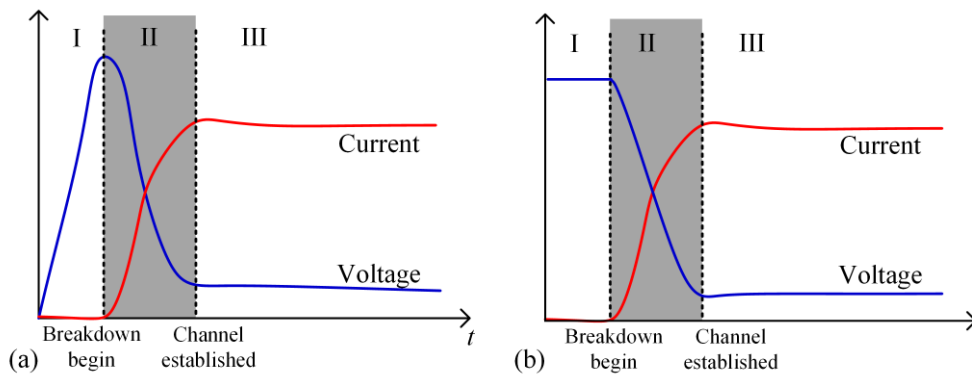 I II III
Current
Voltage
Breakdown begin
Channel established
t
(a)
I II III
Current
Voltage
Breakdown begin
Channel established
t
(b)